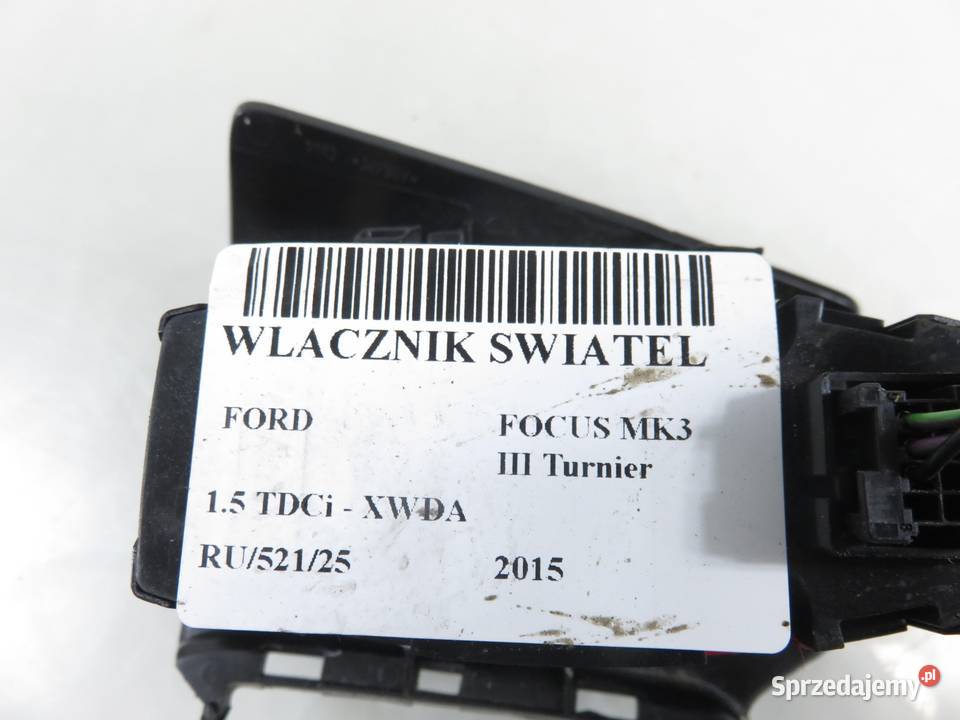 WLACZNIK SWIATEL
FORD FOCUS MK3
III Turnier
1.5 TDCi - XWDA
RU/521/25 2015
Sprzedajemy.pl